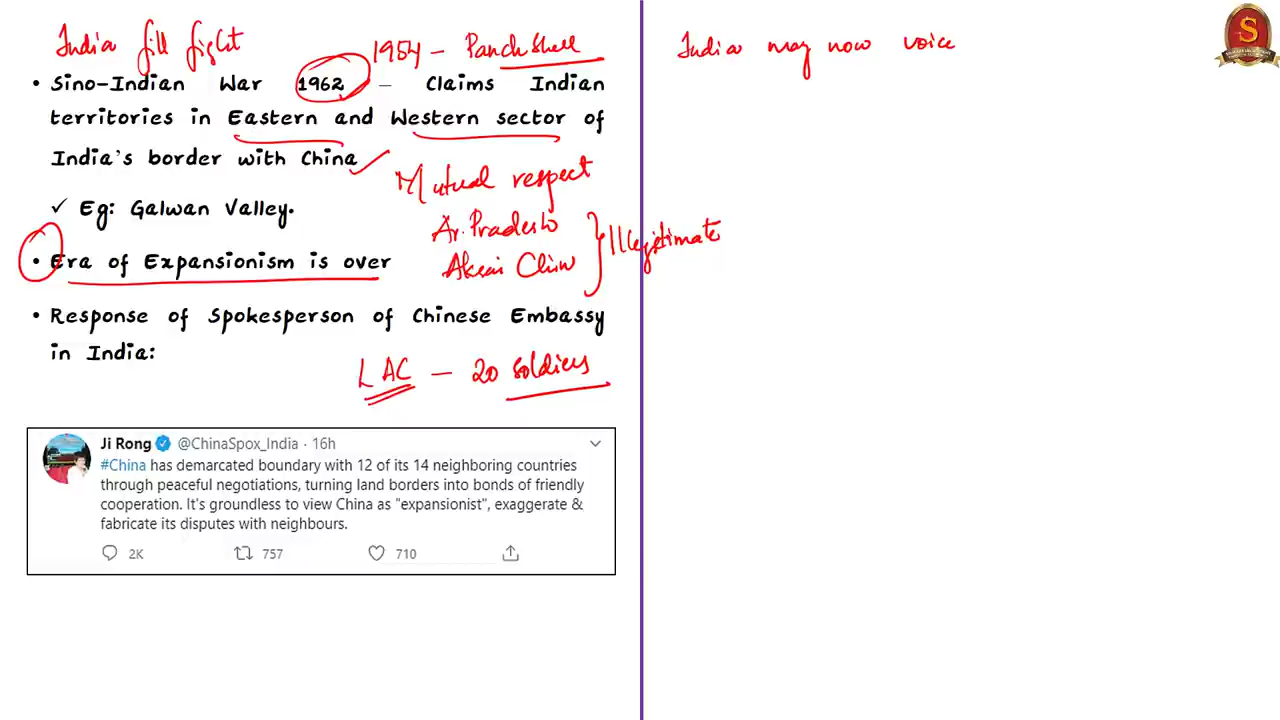 India fill fight
1954 - Panchsheel
India may now voice
• Sino-Indian War 1962 – Claims Indian
territories in Eastern and Western sector of
India's border with China
Mutual respect
✓ Eg: Galwan Valley.
Ar. Pradesh
Illegitimate
• Era of Expansionism is over
Aksai Chin
• Response of Spokesperson of Chinese Embassy
in India:
LAC - 20 soldiers
Ji Rong @ChinaSpox_India · 16h
#China has demarcated boundary with 12 of its 14 neighboring countries
through peaceful negotiations, turning land borders into bonds of friendly
cooperation. It's groundless to view China as "expansionist", exaggerate &
fabricate its disputes with neighbours.
2K 757 710
S